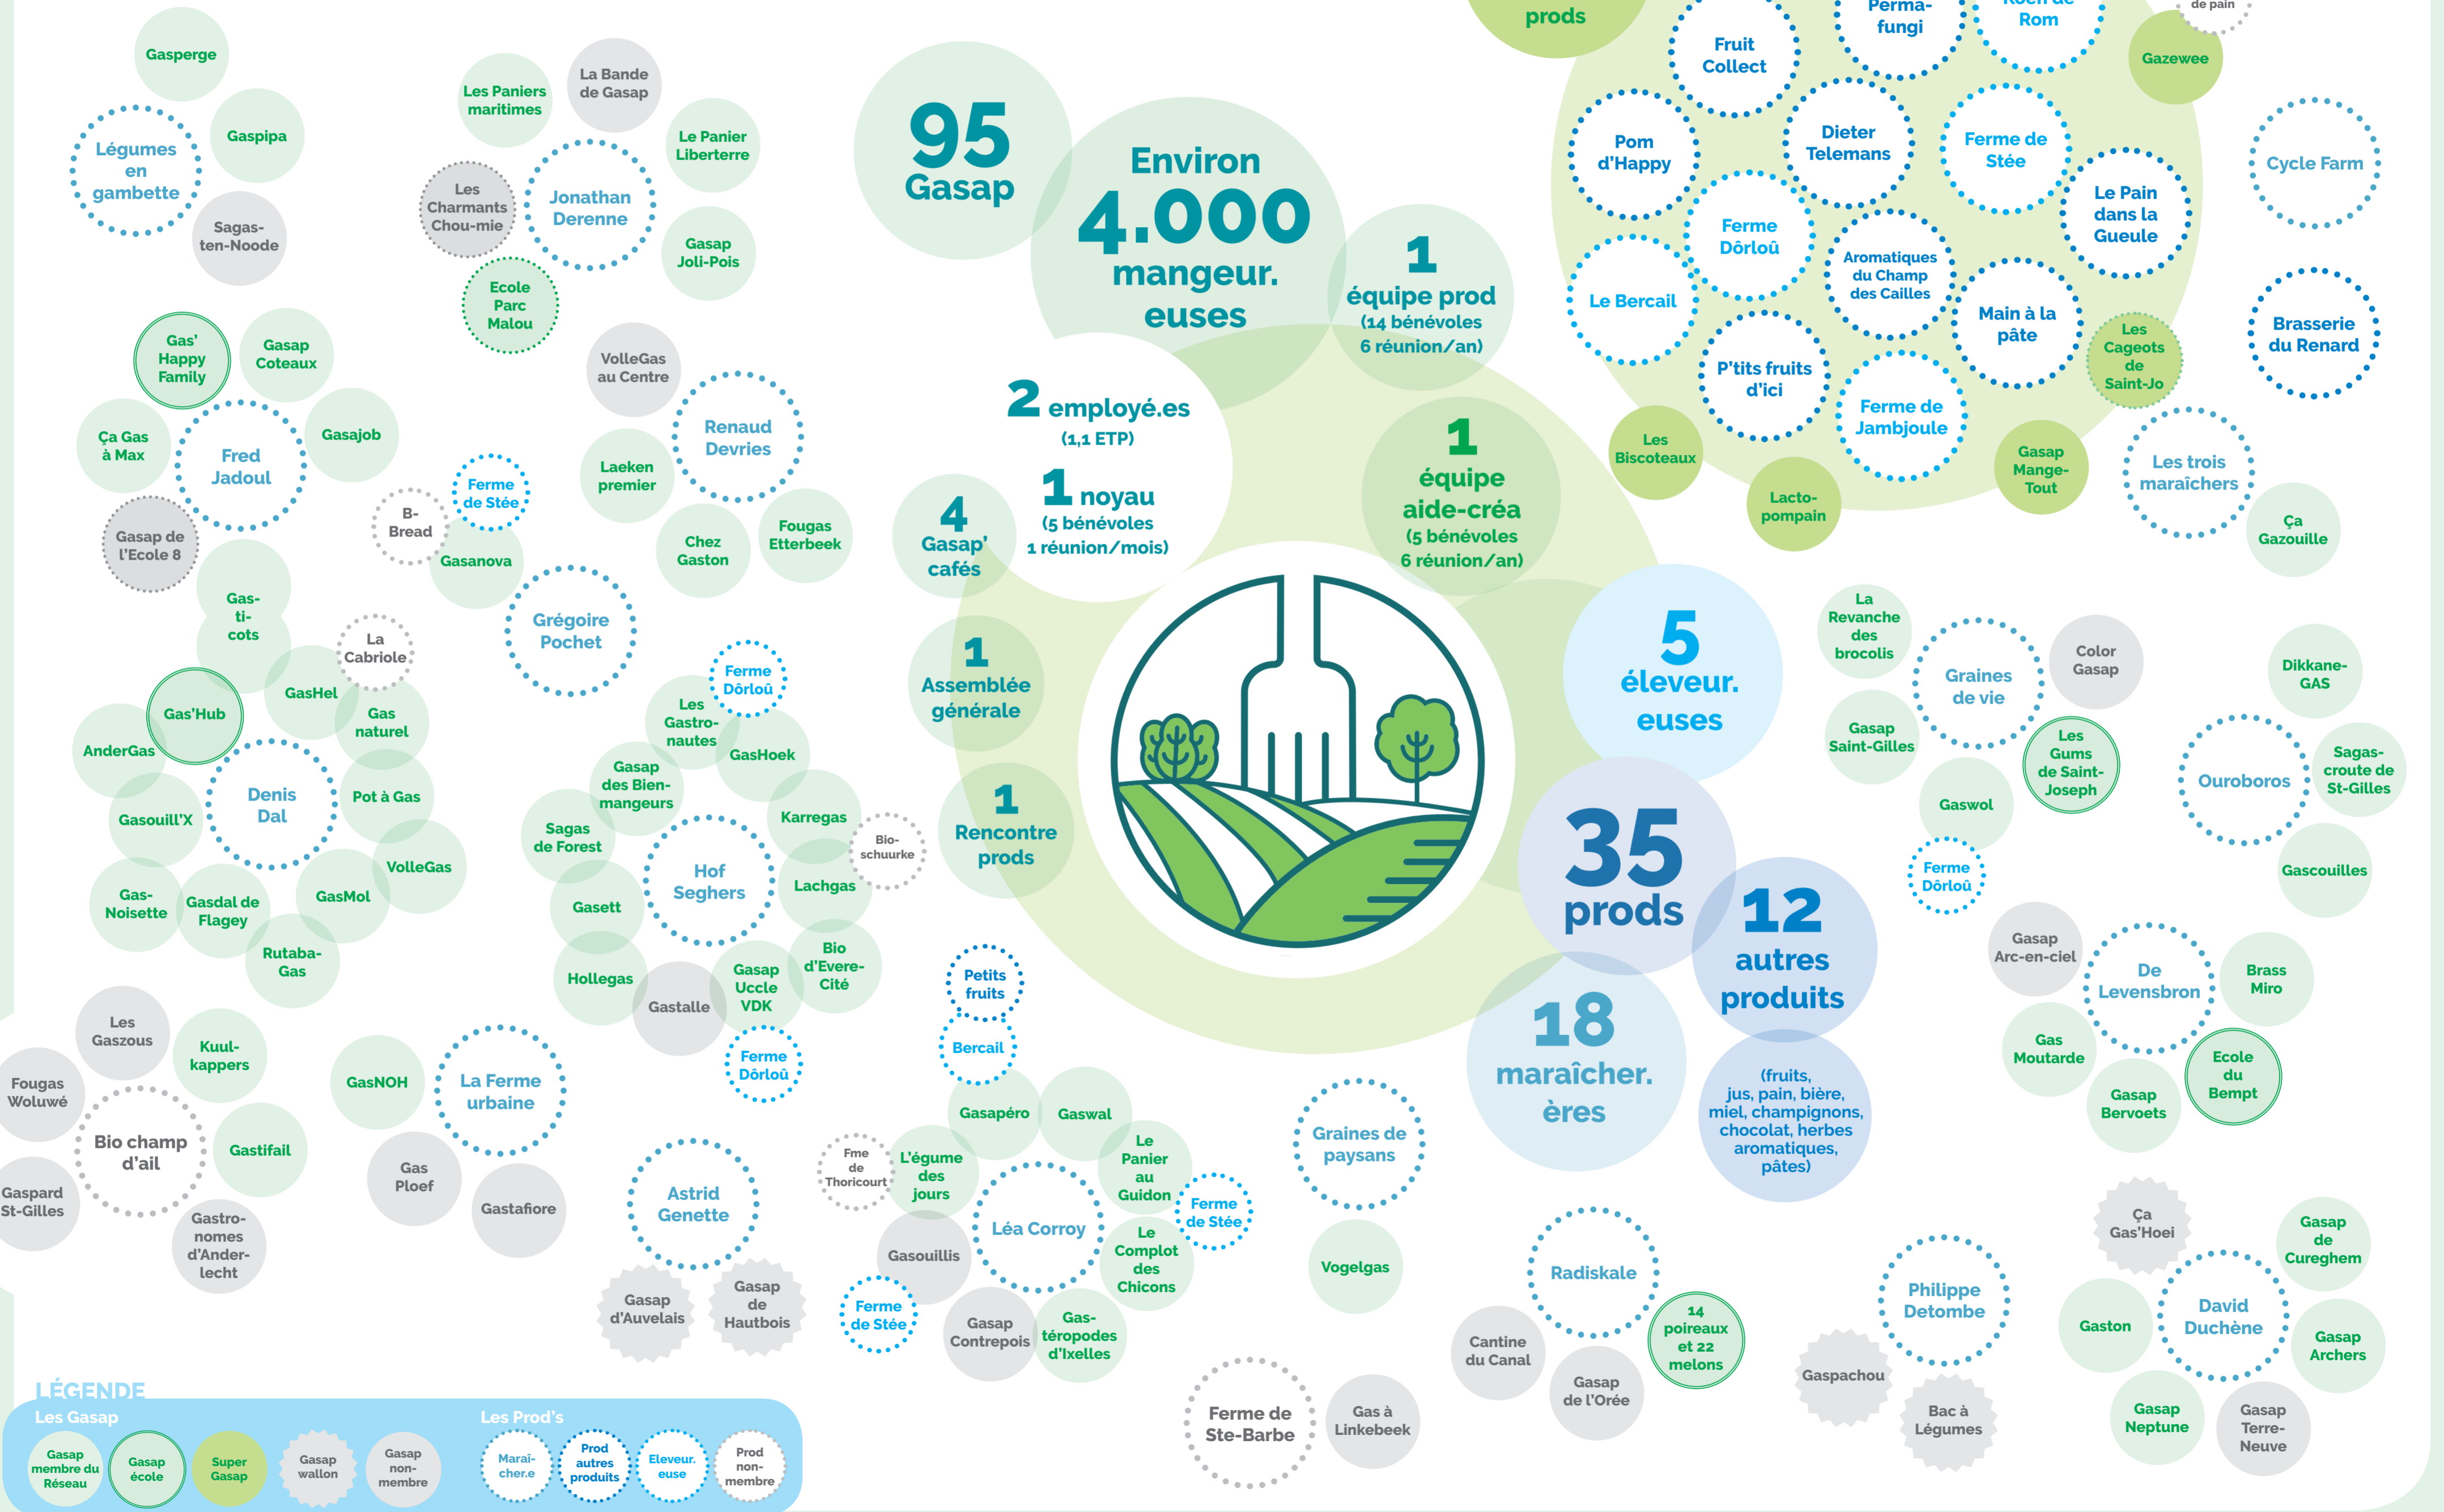 prods
Perma-
fungi
Rom
de pain
Gazewee
Fruit
Collect
Pom
d'Happy
Dieter
Telemans
Ferme de
Stée
Le Pain
dans la
Gueule
Cycle Farm
Ferme
Dôrloû
Le Bercail
Aromatiques
du Champ
des Cailles
Main à la
pâte
Les
Cageots
de
Saint-Jo
Brasserie
du Renard
P'tits fruits
d'ici
Ferme de
Jambjoule
Les
Biscoteaux
Lacto-
pompain
Gasap
Mange-
Tout
Les trois
maraîchers
Ça
Gazouille
Gasperge
Légumes
en
gambette
Gaspipa
Sagas-
ten-Noode
Les Paniers
maritimes
La Bande
de Gasap
Le Panier
Liberterre
Les
Charmants
Chou-mie
Jonathan
Derenne
Gasap
Joli-Pois
Ecole
Parc
Malou
95
Gasap
Environ
4.000
mangeur.
euses
1
équipe prod
(14 bénévoles
6 réunion/an)
2 employé.es
(1,1 ETP)
1 noyau
(5 bénévoles
1 réunion/mois)
1
équipe
aide-créa
(5 bénévoles
6 réunion/an)
4
Gasap'
cafés
1
Assemblée
générale
1
Rencontre
prods
5
éleveur.
euses
35
prods
12
autres
produits
18
maraîcher.
ères
(fruits,
jus, pain, bière,
miel, champignons,
chocolat, herbes
aromatiques,
pâtes)
Gas'
Happy
Family
Gasap
Coteaux
Ça Gas
à Max
Fred
Jadoul
Gasajob
Gasap de
l'Ecole 8
Gas-
ti-
cots
VolleGas
au Centre
Renaud
Devries
Laeken
premier
Chez
Gaston
Fougas
Etterbeek
B-
Bread
Ferme
de Stée
Gasanova
Grégoire
Pochet
La
Cabriole
GasHel
Gas
naturel
Gas'Hub
AnderGas
Denis
Dal
Pot à Gas
Gasouill'X
VolleGas
Gas-
Noisette
Gasdal de
Flagey
GasMol
Rutaba-
Gas
Ferme
Dôrloû
Les
Gastro-
nautes
GasHoek
Gasap
des Bien-
mangeurs
Karregas
Sagas
de Forest
Bio-
schuurke
Hof
Seghers
Lachgas
Gasett
Hollegas
Gastalle
Gasap
Uccle
VDK
Bio
d'Evere-
Cité
Ferme
Dôrloû
Les
Gaszous
Kuul-
kappers
Fougas
Woluwé
Bio champ
d'ail
Gastifail
Gaspard
St-Gilles
Gastro-
nomes
d'Ander-
lecht
GasNOH
La Ferme
urbaine
Gas
Ploef
Gastafiore
Astrid
Genette
Gasap
d'Auvelais
Gasap
de
Hautbois
Petits
fruits
Bercail
Gasapéro
Gaswal
Fme
de
Thoricourt
L'égume
des
jours
Le
Panier
au
Guidon
Ferme
de Stée
Léa Corroy
Gasouillis
Le
Complot
des
Chicons
Ferme
de Stée
Gasap
Contrepois
Gas-
téropodes
d'Ixelles
Graines de
paysans
Vogelgas
Ferme de
Ste-Barbe
Gas à
Linkebeek
Radiskale
Cantine
du Canal
Gasap
de l'Orée
14
poireaux
et 22
melons
La
Revanche
des
brocolis
Graines
de vie
Color
Gasap
Gasap
Saint-Gilles
Les
Gums
de Saint-
Joseph
Gaswol
Ferme
Dôrloû
Dikkane-
GAS
Ouroboros
Sagas-
croute de
St-Gilles
Gascouilles
Gasap
Arc-en-ciel
De
Levensbron
Brass
Miro
Gas
Moutarde
Gasap
Bervoets
Ecole
du
Bempt
Philippe
Detombe
Gaspachou
Bac à
Légumes
Ça
Gas'Hoei
Gasap
de
Cureghem
David
Duchène
Gaston
Gasap
Archers
Gasap
Neptune
Gasap
Terre-
Neuve
LÉGENDE
Les Gasap
Gasap
membre du
Réseau
Gasap
école
Super
Gasap
Gasap
wallon
Gasap
non-
membre
Les Prod's
Maraî-
cher.e
Prod
autres
produits
Eleveur.
euse
Prod
non-
membre